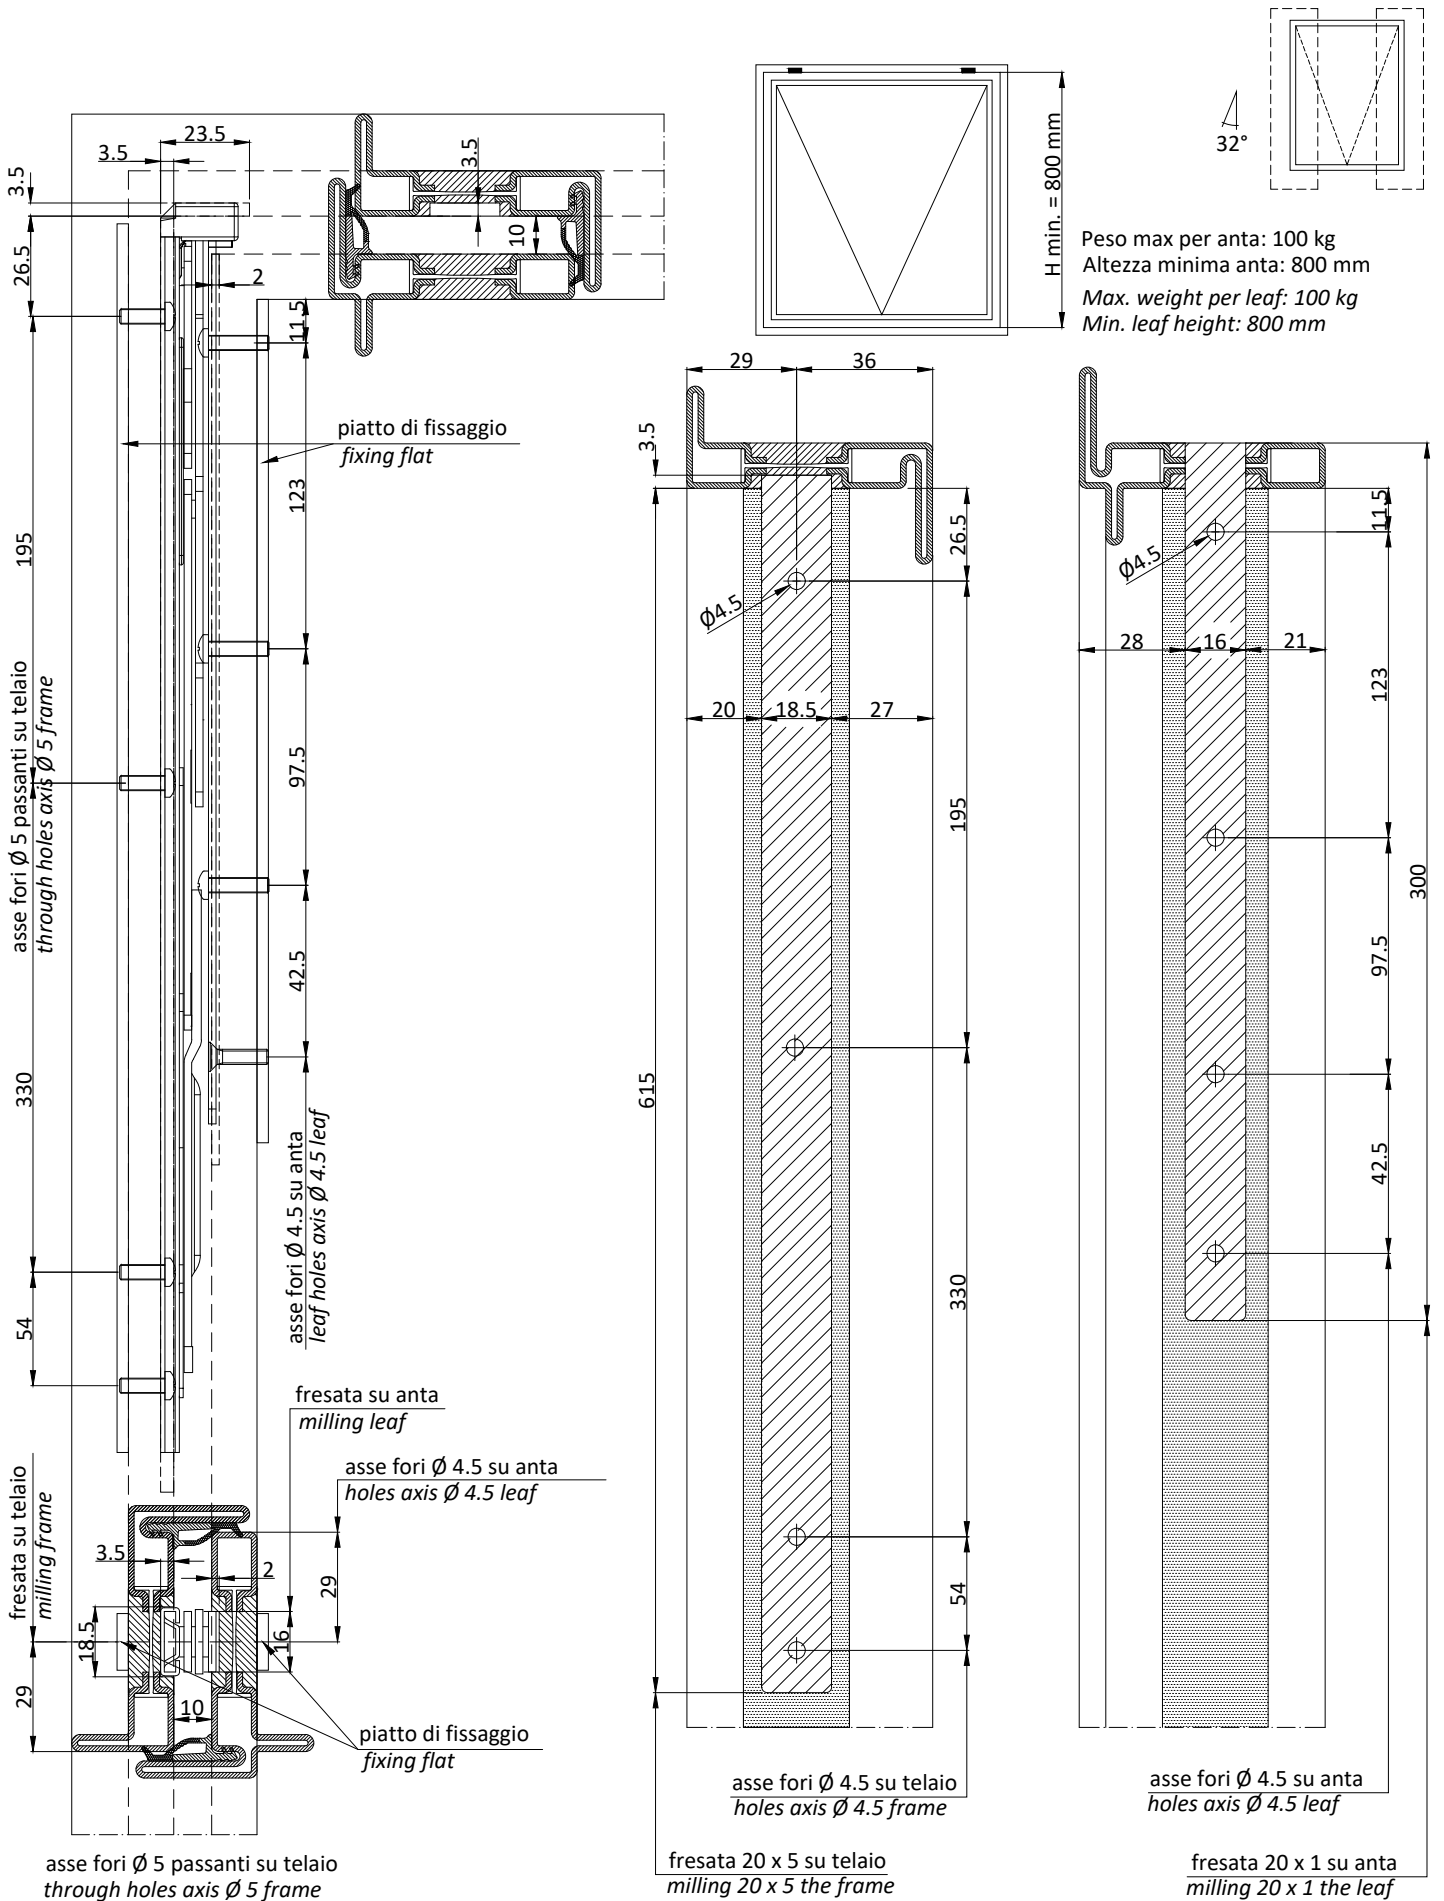 23.5
3.5
3.5
26.5
2
11.5
3.5
10
piatto di fissaggio
fixing flat
195
123
97.5
asse fori Ø 5 passanti su telaio
through holes axis Ø 5 frame
42.5
330
54
asse fori Ø 4.5 su anta
leaf holes axis Ø 4.5 leaf
fresata su anta
milling leaf
asse fori Ø 4.5 su anta
holes axis Ø 4.5 leaf
fresata su telaio
milling frame
3.5
2
29
18.5
16
29
10
piatto di fissaggio
fixing flat
asse fori Ø 5 passanti su telaio
through holes axis Ø 5 frame
H min. = 800 mm
32°
Peso max per anta: 100 kg
Altezza minima anta: 800 mm
Max. weight per leaf: 100 kg
Min. leaf height: 800 mm
29
36
3.5
26.5
Ø4.5
20
18.5
27
195
615
330
54
asse fori Ø 4.5 su telaio
holes axis Ø 4.5 frame
fresata 20 x 5 su telaio
milling 20 x 5 the frame
11.5
Ø4.5
28
16
21
123
300
97.5
42.5
asse fori Ø 4.5 su anta
holes axis Ø 4.5 leaf
fresata 20 x 1 su anta
milling 20 x 1 the leaf